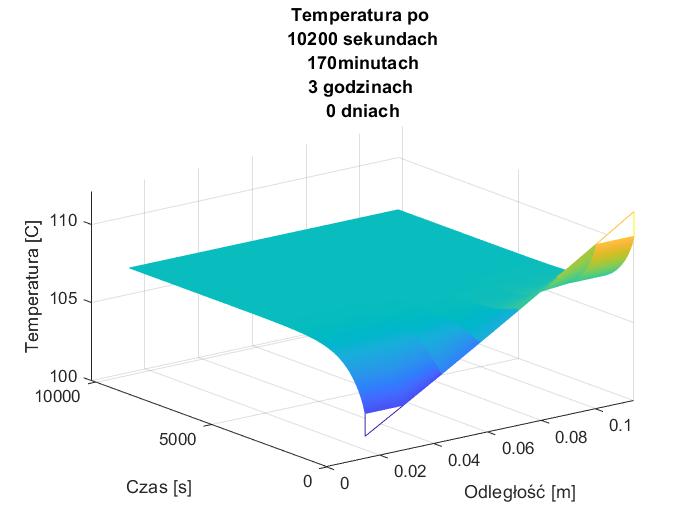 Temperatura po
10200 sekundach
170minutach
3 godzinach
0 dniach
110
105
100
Temperatura [C]
10000
5000
0
Czas [s]
0
0.02
0.04
0.06
0.08
0.1
Odległość [m]